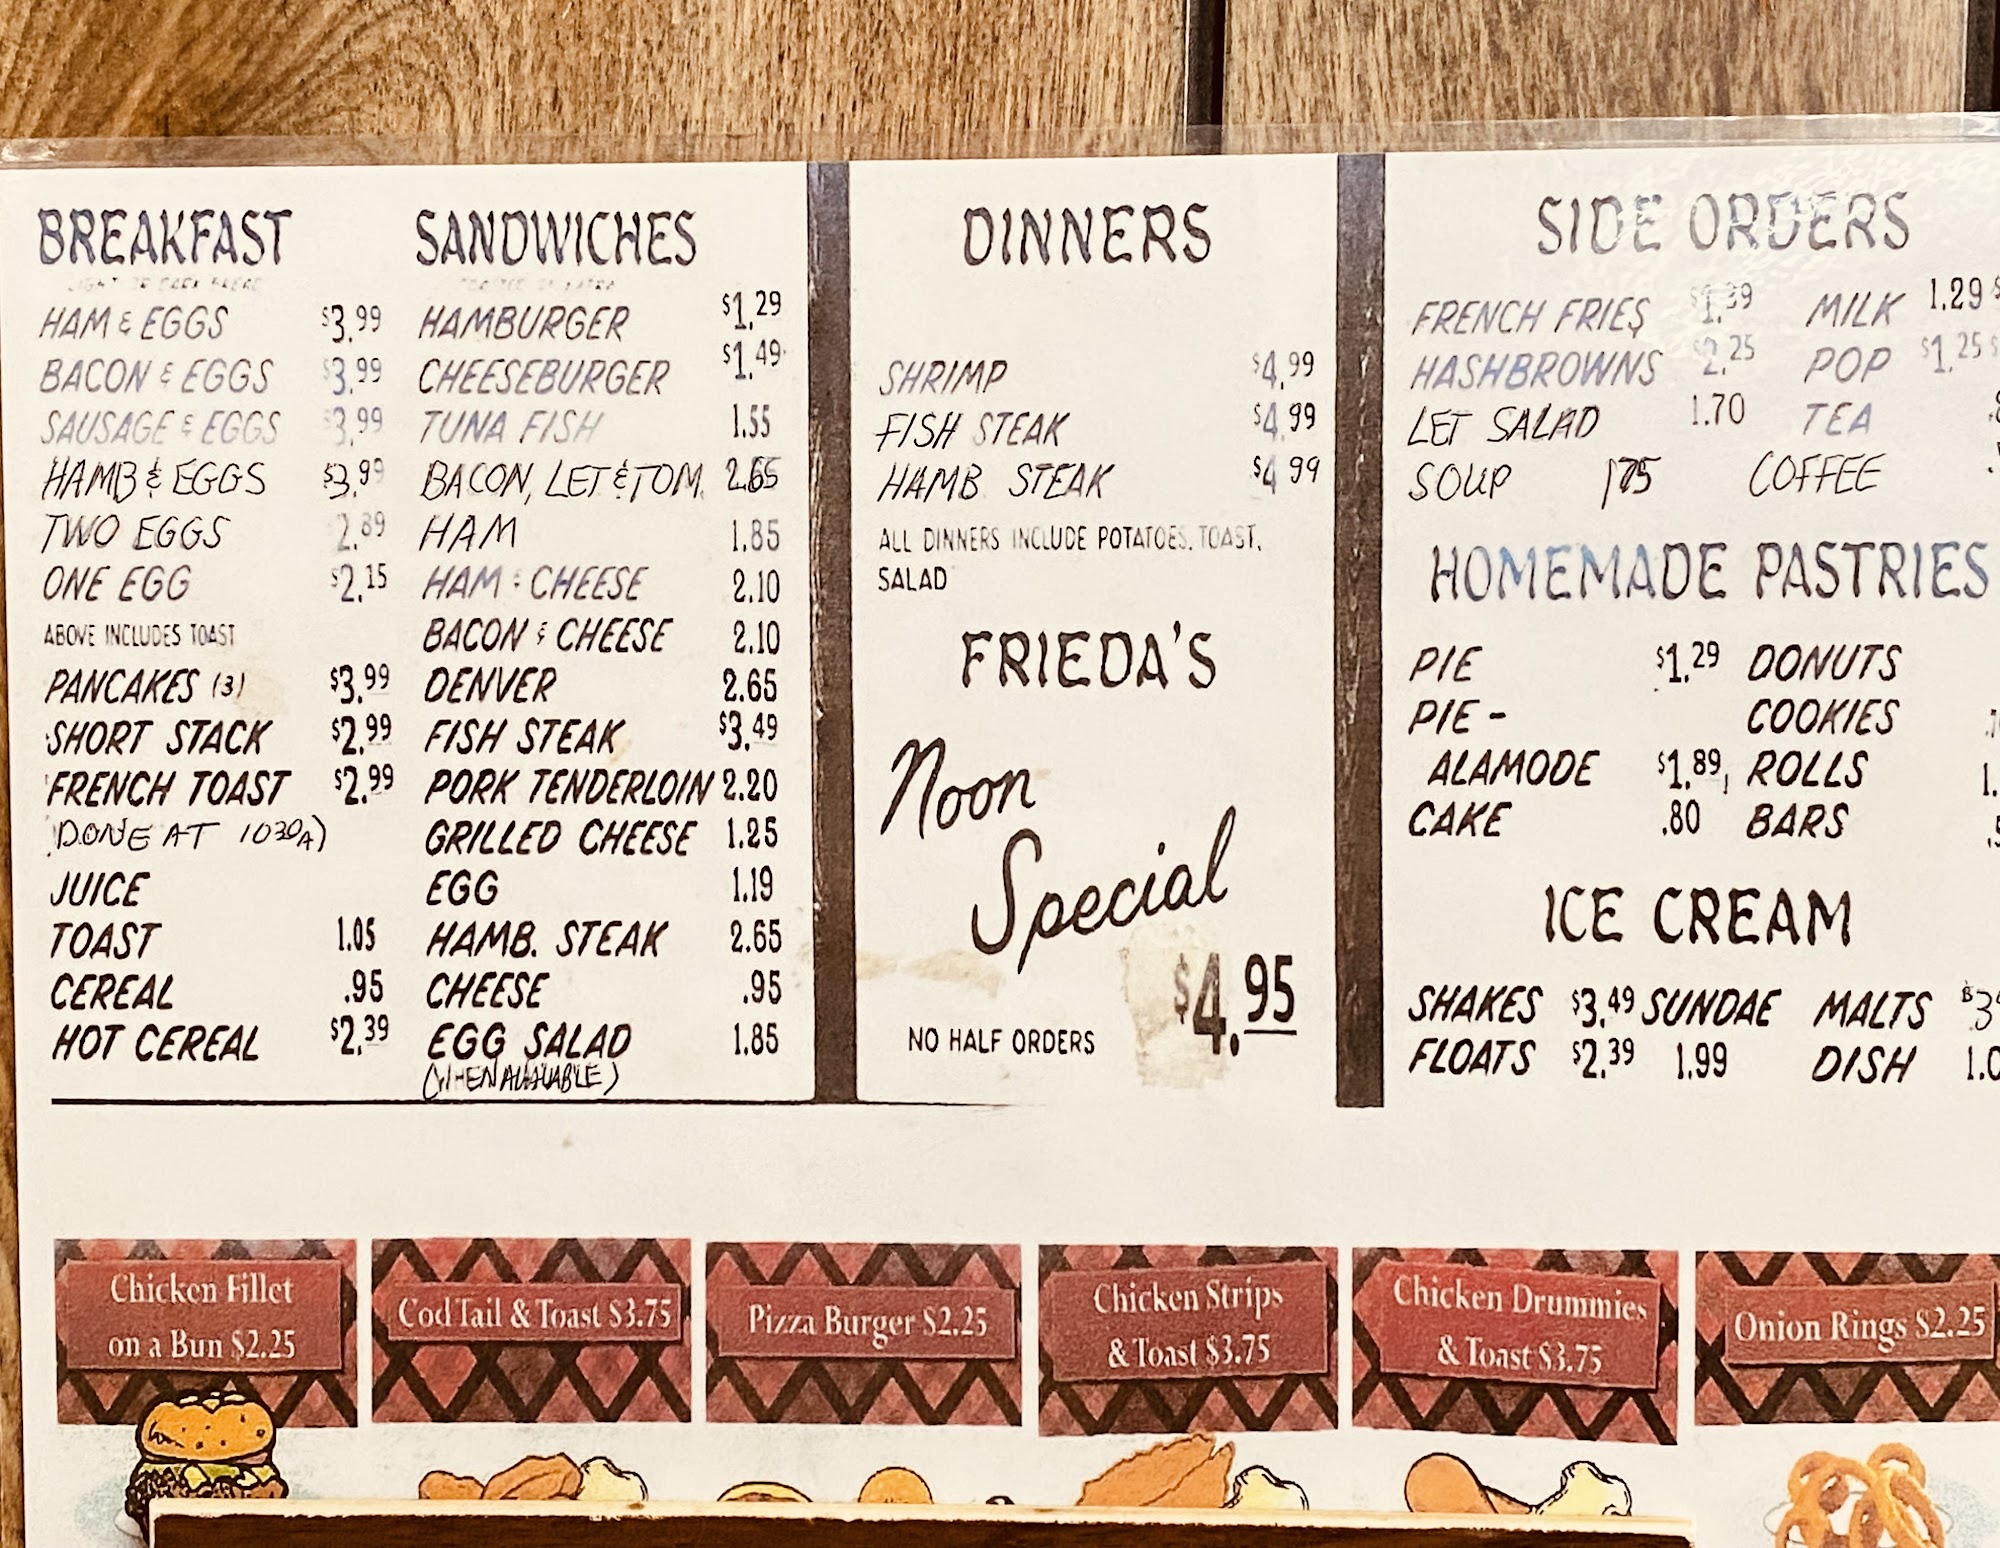 BREAKFAST
HAM & EGGS $3.99
BACON & EGGS $3.99
SAUSAGE & EGGS $3.99
HAMB & EGGS $3.99
TWO EGGS 2.89
ONE EGG $2.15
ABOVE INCLUDES TOAST
PANCAKES (3) $3.99
SHORT STACK $2.99
FRENCH TOAST $2.99
DONE AT 1030A)
JUICE
TOAST 1.05
CEREAL .95
HOT CEREAL $2.39
SANDWICHES
HAMBURGER $1.29
CHEESEBURGER $1.49
TUNA FISH 1.55
BACON, LET & TOM. 2.65
HAM 1.85
HAM & CHEESE 2.10
BACON & CHEESE 2.10
DENVER 2.65
FISH STEAK $3.49
PORK TENDERLOIN 2.20
GRILLED CHEESE 1.25
EGG 1.19
HAMB. STEAK 2.65
CHEESE .95
EGG SALAD 1.85
(WHEN AVAILABLE)
DINNERS
SHRIMP $4.99
FISH STEAK $4.99
HAMB STEAK $4.99
ALL DINNERS INCLUDE POTATOES, TOAST,
SALAD
FRIEDA'S
Noon
Special
$4.95
NO HALF ORDERS
SIDE ORDERS
FRENCH FRIES $1.39 MILK 1.29
HASHBROWNS $2.25 POP $1.25
LET SALAD 1.70 TEA
SOUP 1.75 COFFEE
HOMEMADE PASTRIES
PIE $1.29 DONUTS
PIE - COOKIES
ALAMODE $1.89 ROLLS
CAKE .80 BARS
ICE CREAM
SHAKES $3.49 SUNDAE MALTS
FLOATS $2.39 1.99 DISH
Chicken Fillet
on a Bun $2.25
Cod Tail & Toast $3.75
Pizza Burger $2.25
Chicken Strips
& Toast $3.75
Chicken Drummies
& Toast $3.75
Onion Rings $2.25